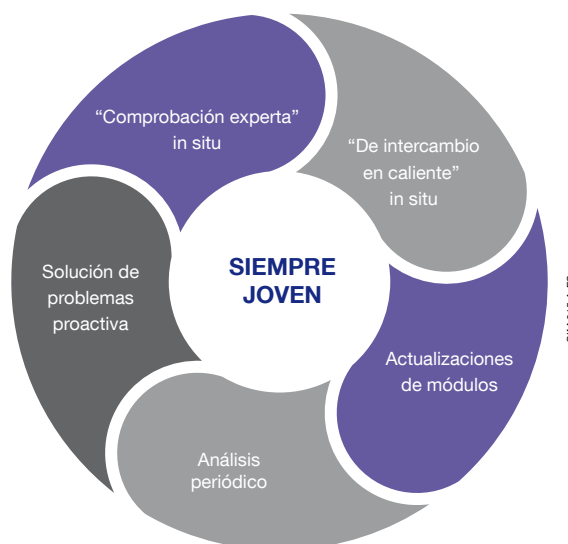 “Comprobación experta”
in situ
“De intercambio
en caliente”
in situ
SIEMPRE
JOVEN
Solución de
problemas
proactiva
Actualizaciones
de módulos
Análisis
periódico